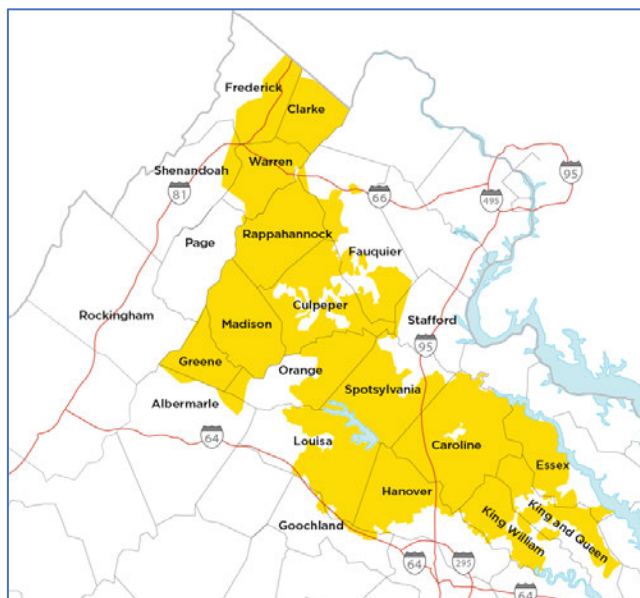 Frederick
Clarke
Warren
Shenandoah
81
66
495
95
Page
Rappahannock
Fauquier
Rockingham
Culpeper
Madison
Stafford
95
Greene
Orange
Spotsylvania
Albermarle
64
Louisa
Caroline
Essex
Hanover
King and Queen
King William
Goochland
64
295
64